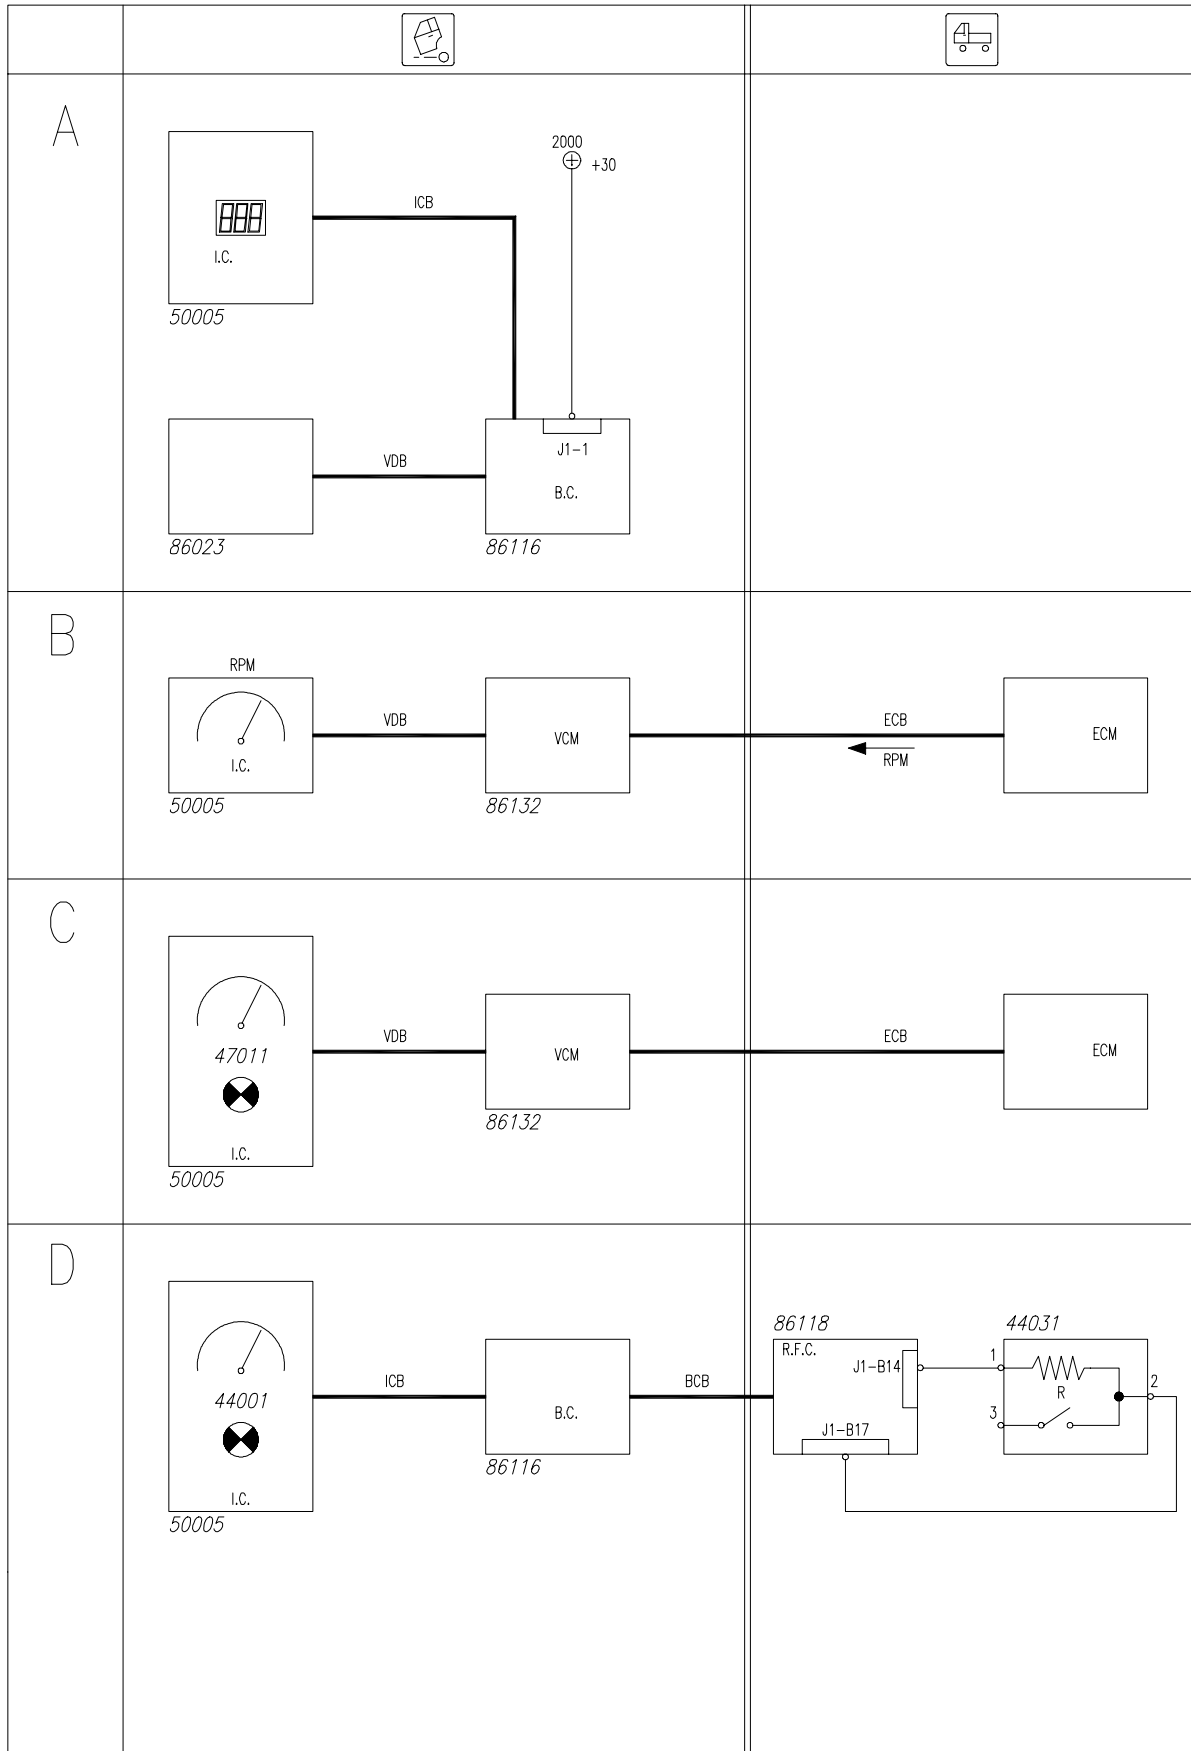 A
2000
+30
ICB
I.C.
50005
J1-1
VDB
B.C.
86023
86116
B
RPM
VDB
VCM
ECB
RPM
ECM
I.C.
50005
86132
C
47011
VDB
VCM
ECB
ECM
86132
I.C.
50005
D
86118
44031
R.F.C.
J1-B14
1
R
2
3
44001
ICB
B.C.
BCB
J1-B17
86116
I.C.
50005